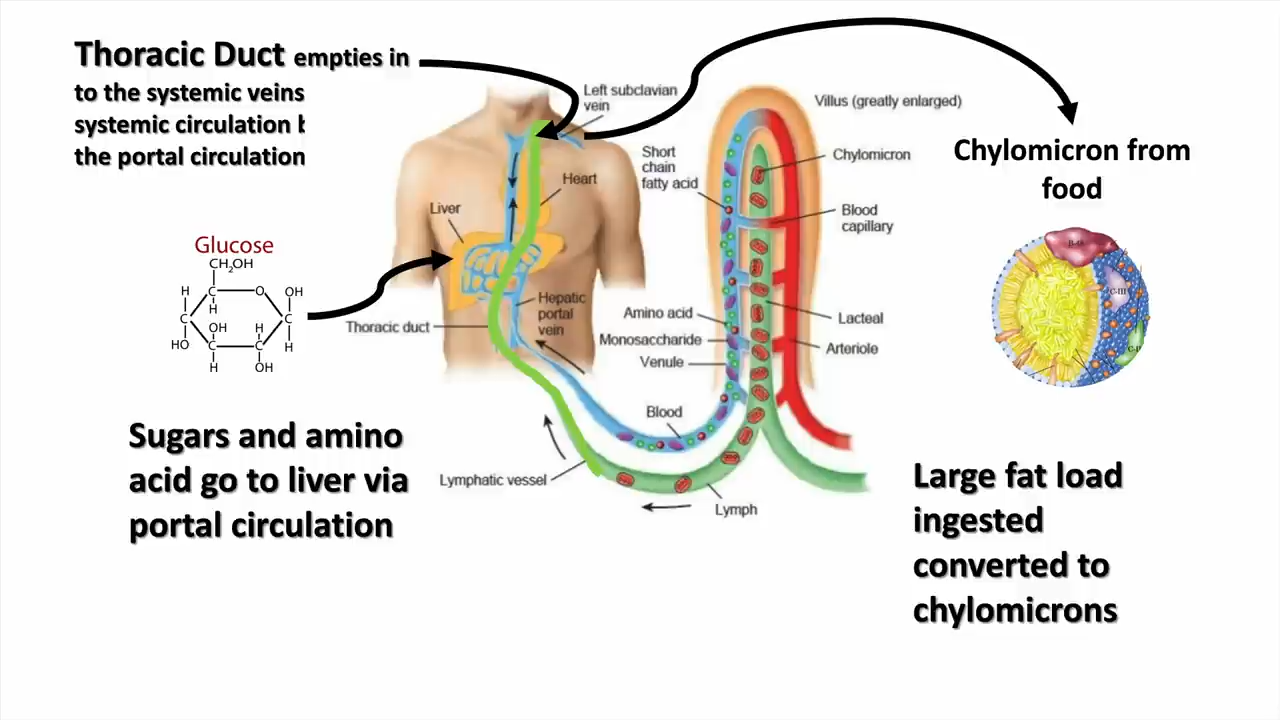 Thoracic Duct empties in
to the systemic veins
systemic circulation
the portal circulation
Left subclavian
vein
Villus (greatly enlarged)
Short
chain
fatty acid
Chylomicron
Chylomicron from
food
Heart
Liver
Blood
capillary
Glucose
CH2OH
H
C
O
OH
H
C
OH
H
C
HO
C
C
H
H
OH
Hepatic
portal
vein
Thoracic duct
Amino acid
Monosaccharide
Venule
Lacteal
Arteriole
B-48
C-III
Blood
Sugars and amino
acid go to liver via
portal circulation
Lymphatic vessel
Lymph
Large fat load
ingested
converted to
chylomicrons